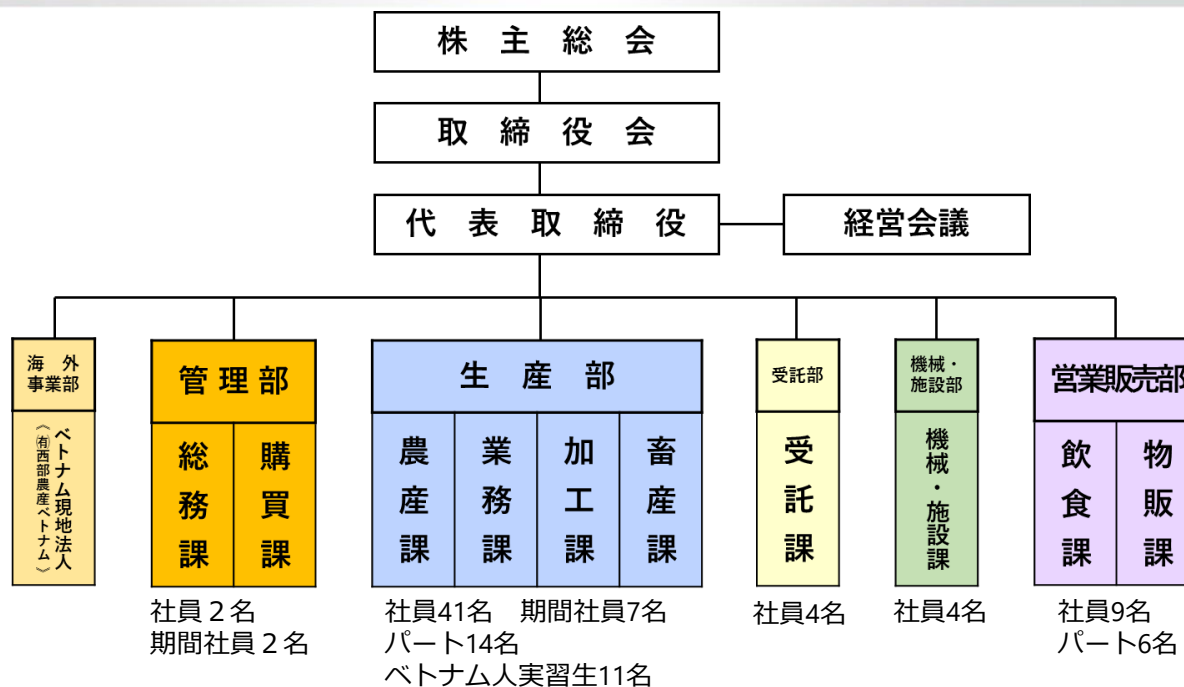 株主総会
取締役会
代表取締役
経営会議
海外
事業部
ベトナム現地法人
（㈲西部農産ベトナム）
管理部
総務課
購買課
社員２名
期間社員２名
生産部
農産課
業務課
加工課
畜産課
社員41名　期間社員7名
パート14名
ベトナム人実習生11名
受託部
受託課
社員4名
機械・
施設部
機械・施設課
社員4名
営業販売部
飲食課
物販課
社員9名
パート6名